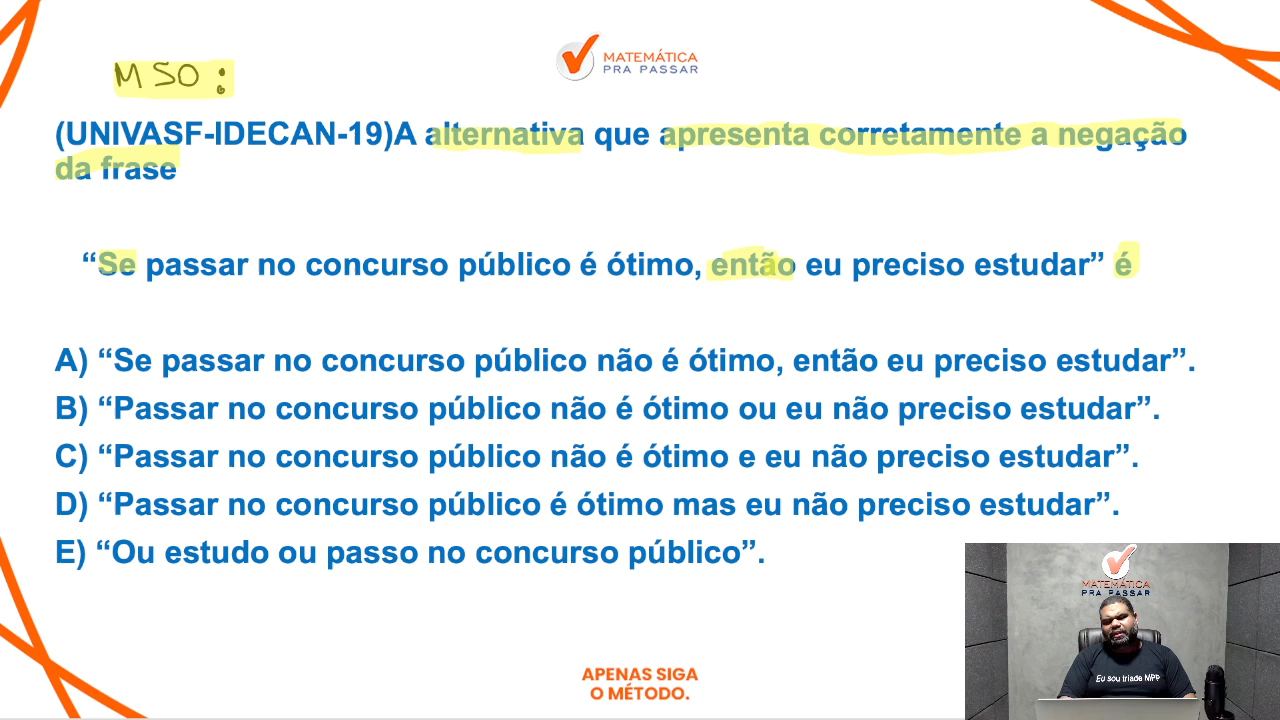 MATEMÁTICA
PRA PASSAR
MSO:
(UNIVASF-IDECAN-19)A alternativa que apresenta corretamente a negação
da frase
“Se passar no concurso público é ótimo, então eu preciso estudar” é
A) “Se passar no concurso público não é ótimo, então eu preciso estudar”.
B) “Passar no concurso público não é ótimo ou eu não preciso estudar”.
C) “Passar no concurso público não é ótimo e eu não preciso estudar”.
D) “Passar no concurso público é ótimo mas eu não preciso estudar”.
E) “Ou estudo ou passo no concurso público”.
MATEMÁTICA
PRA PASSAR
Eu sou tríade MPP
APENAS SIGA
O MÉTODO.